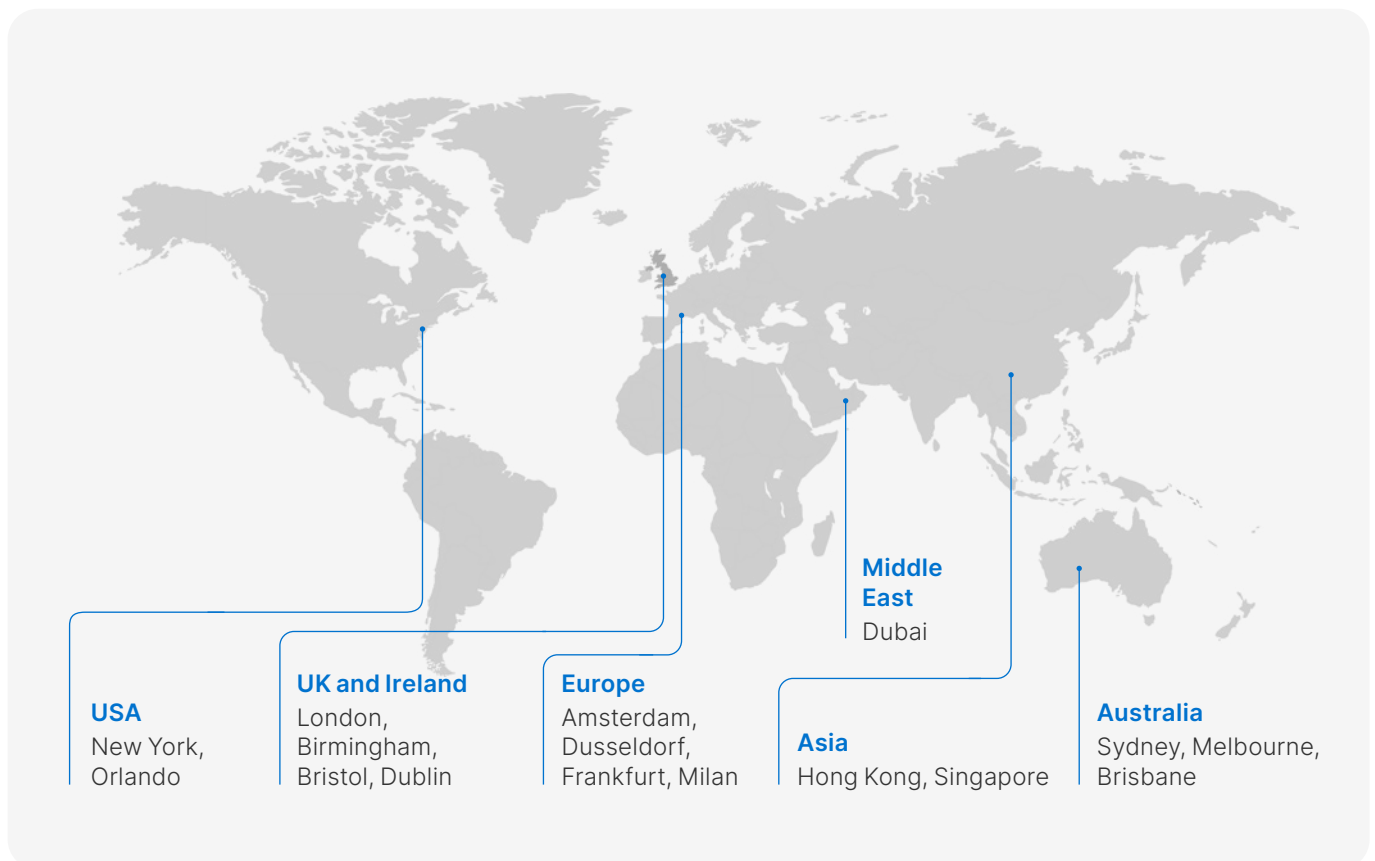 USA
New York,
Orlando
UK and Ireland
London,
Birmingham,
Bristol, Dublin
Europe
Amsterdam,
Dusseldorf,
Frankfurt, Milan
Middle
East
Dubai
Asia
Hong Kong, Singapore
Australia
Sydney, Melbourne,
Brisbane